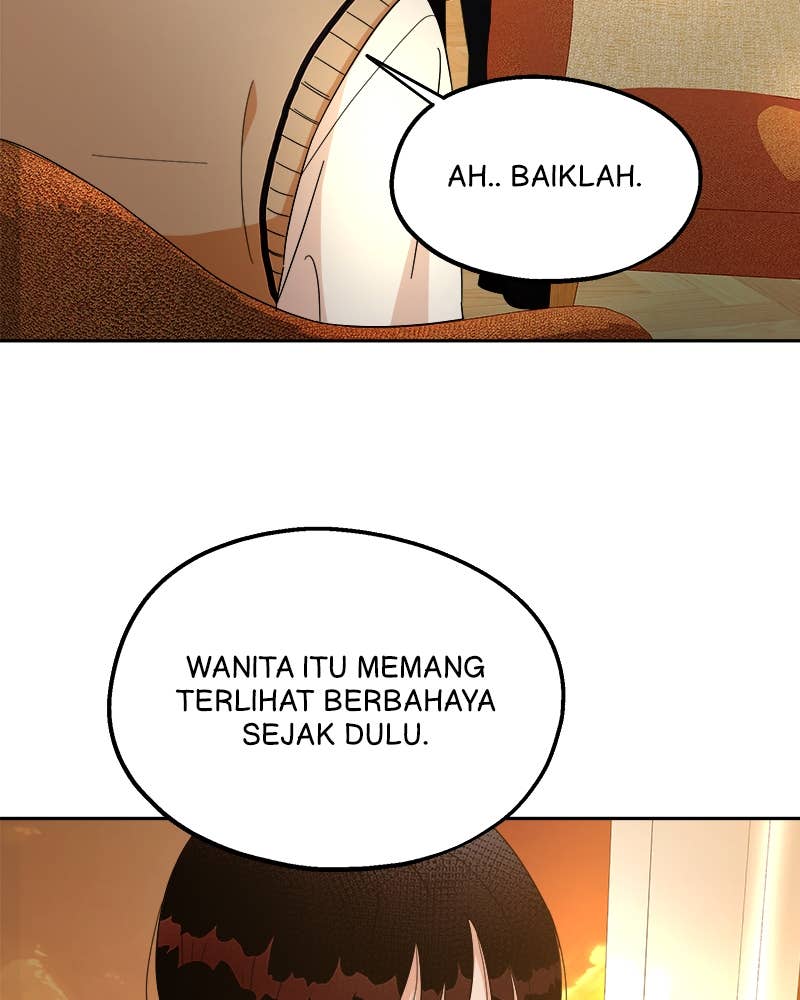 AH.. BAIKLAH.
WANITA ITU MEMANG
TERLIHAT BERBAHAYA
SEJAK DULU.